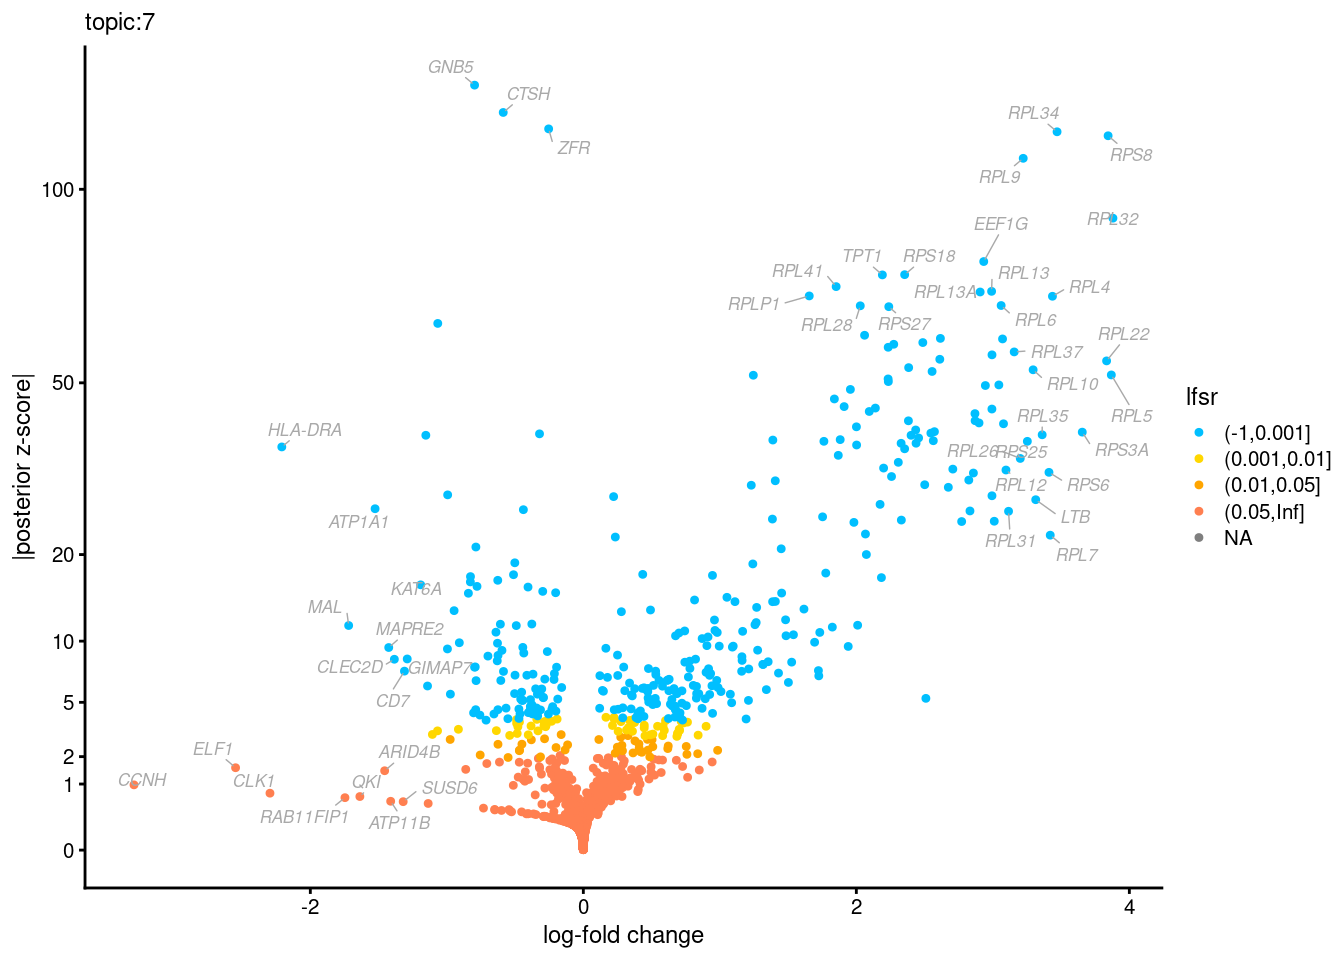 topic:7
GNB5
CTSH
ZFR
RPL34
RPS8
RPL9
RPL32
EEF1G
TPT1
RPS18
RPL41
RPL13
RPL13A
RPL4
RPLP1
RPL28
RPS27
RPL6
RPL22
RPL37
RPL10
RPL5
RPL35
RPS3A
RPL26
RPS25
RPL12
RPS6
LTB
RPL31
RPL7
HLA-DRA
ATP1A1
KAT6A
MAL
MAPRE2
CLEC2D
GIMAP7
CD7
ELF1
ARID4B
CCNH
CLK1
QKI
SUSD6
RAB11FIP1
ATP11B
100
50
20
10
5
2
1
0
-2
0
2
4
log-fold change
|posterior z-score|
lfsr
(-1,0.001]
(0.001,0.01]
(0.01,0.05]
(0.05,Inf]
NA